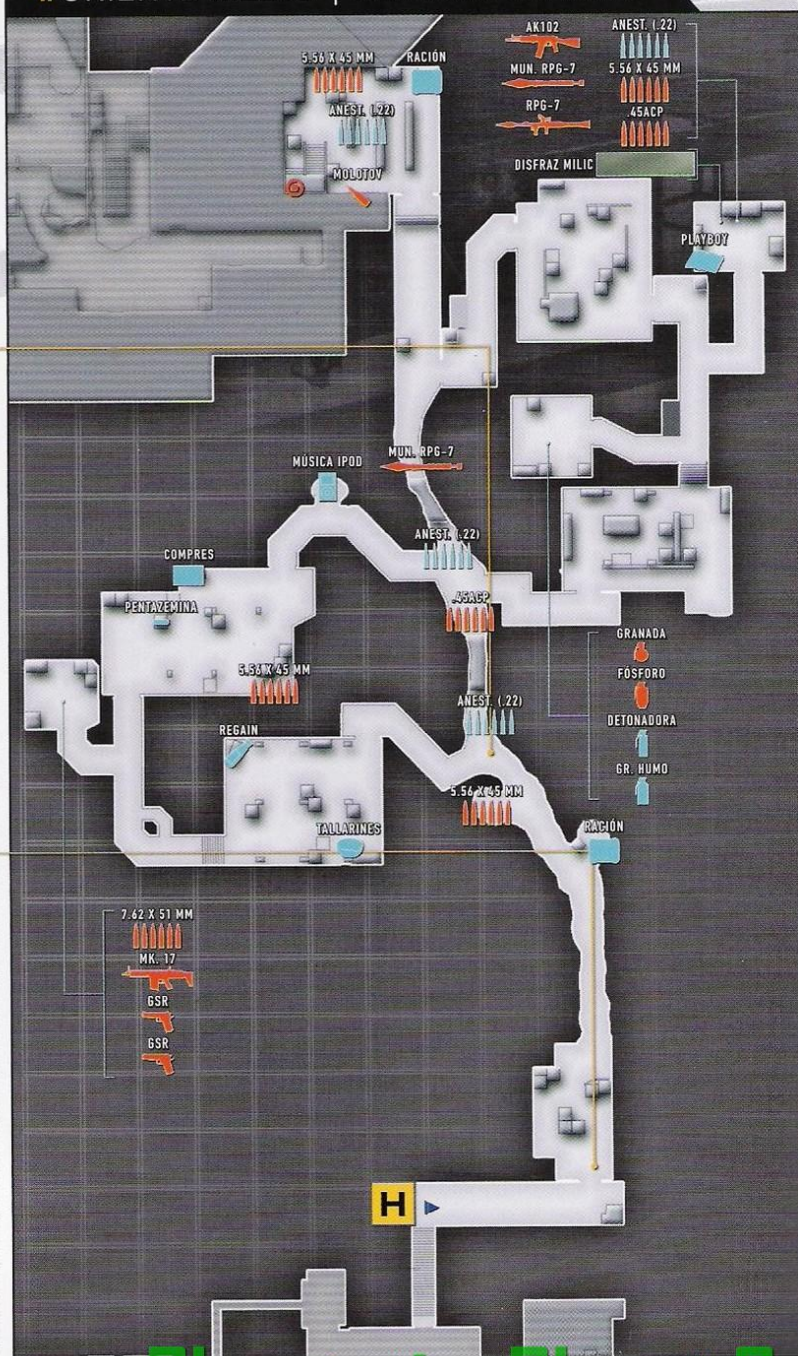 5.56 X 45 MM
RACIÓN
ANEST. (.22)
MOLOTOV
AK102
MUN. RPG-7
RPG-7
ANEST. (.22)
5.56 X 45 MM
.45ACP
DISFRAZ MILIC
PLAYBOY
MUN. RPG-7
MÚSICA IPOD
ANEST. (.22)
COMPRES
PENTAZEMINA
.45ACP
5.56 X 45 MM
GRANADA
FÓSFORO
DETONADORA
GR. HUMO
ANEST. (.22)
REGAIN
5.56 X 45 MM
TALLARINES
RACIÓN
7.62 X 51 MM
MK. 17
GSR
GSR
H